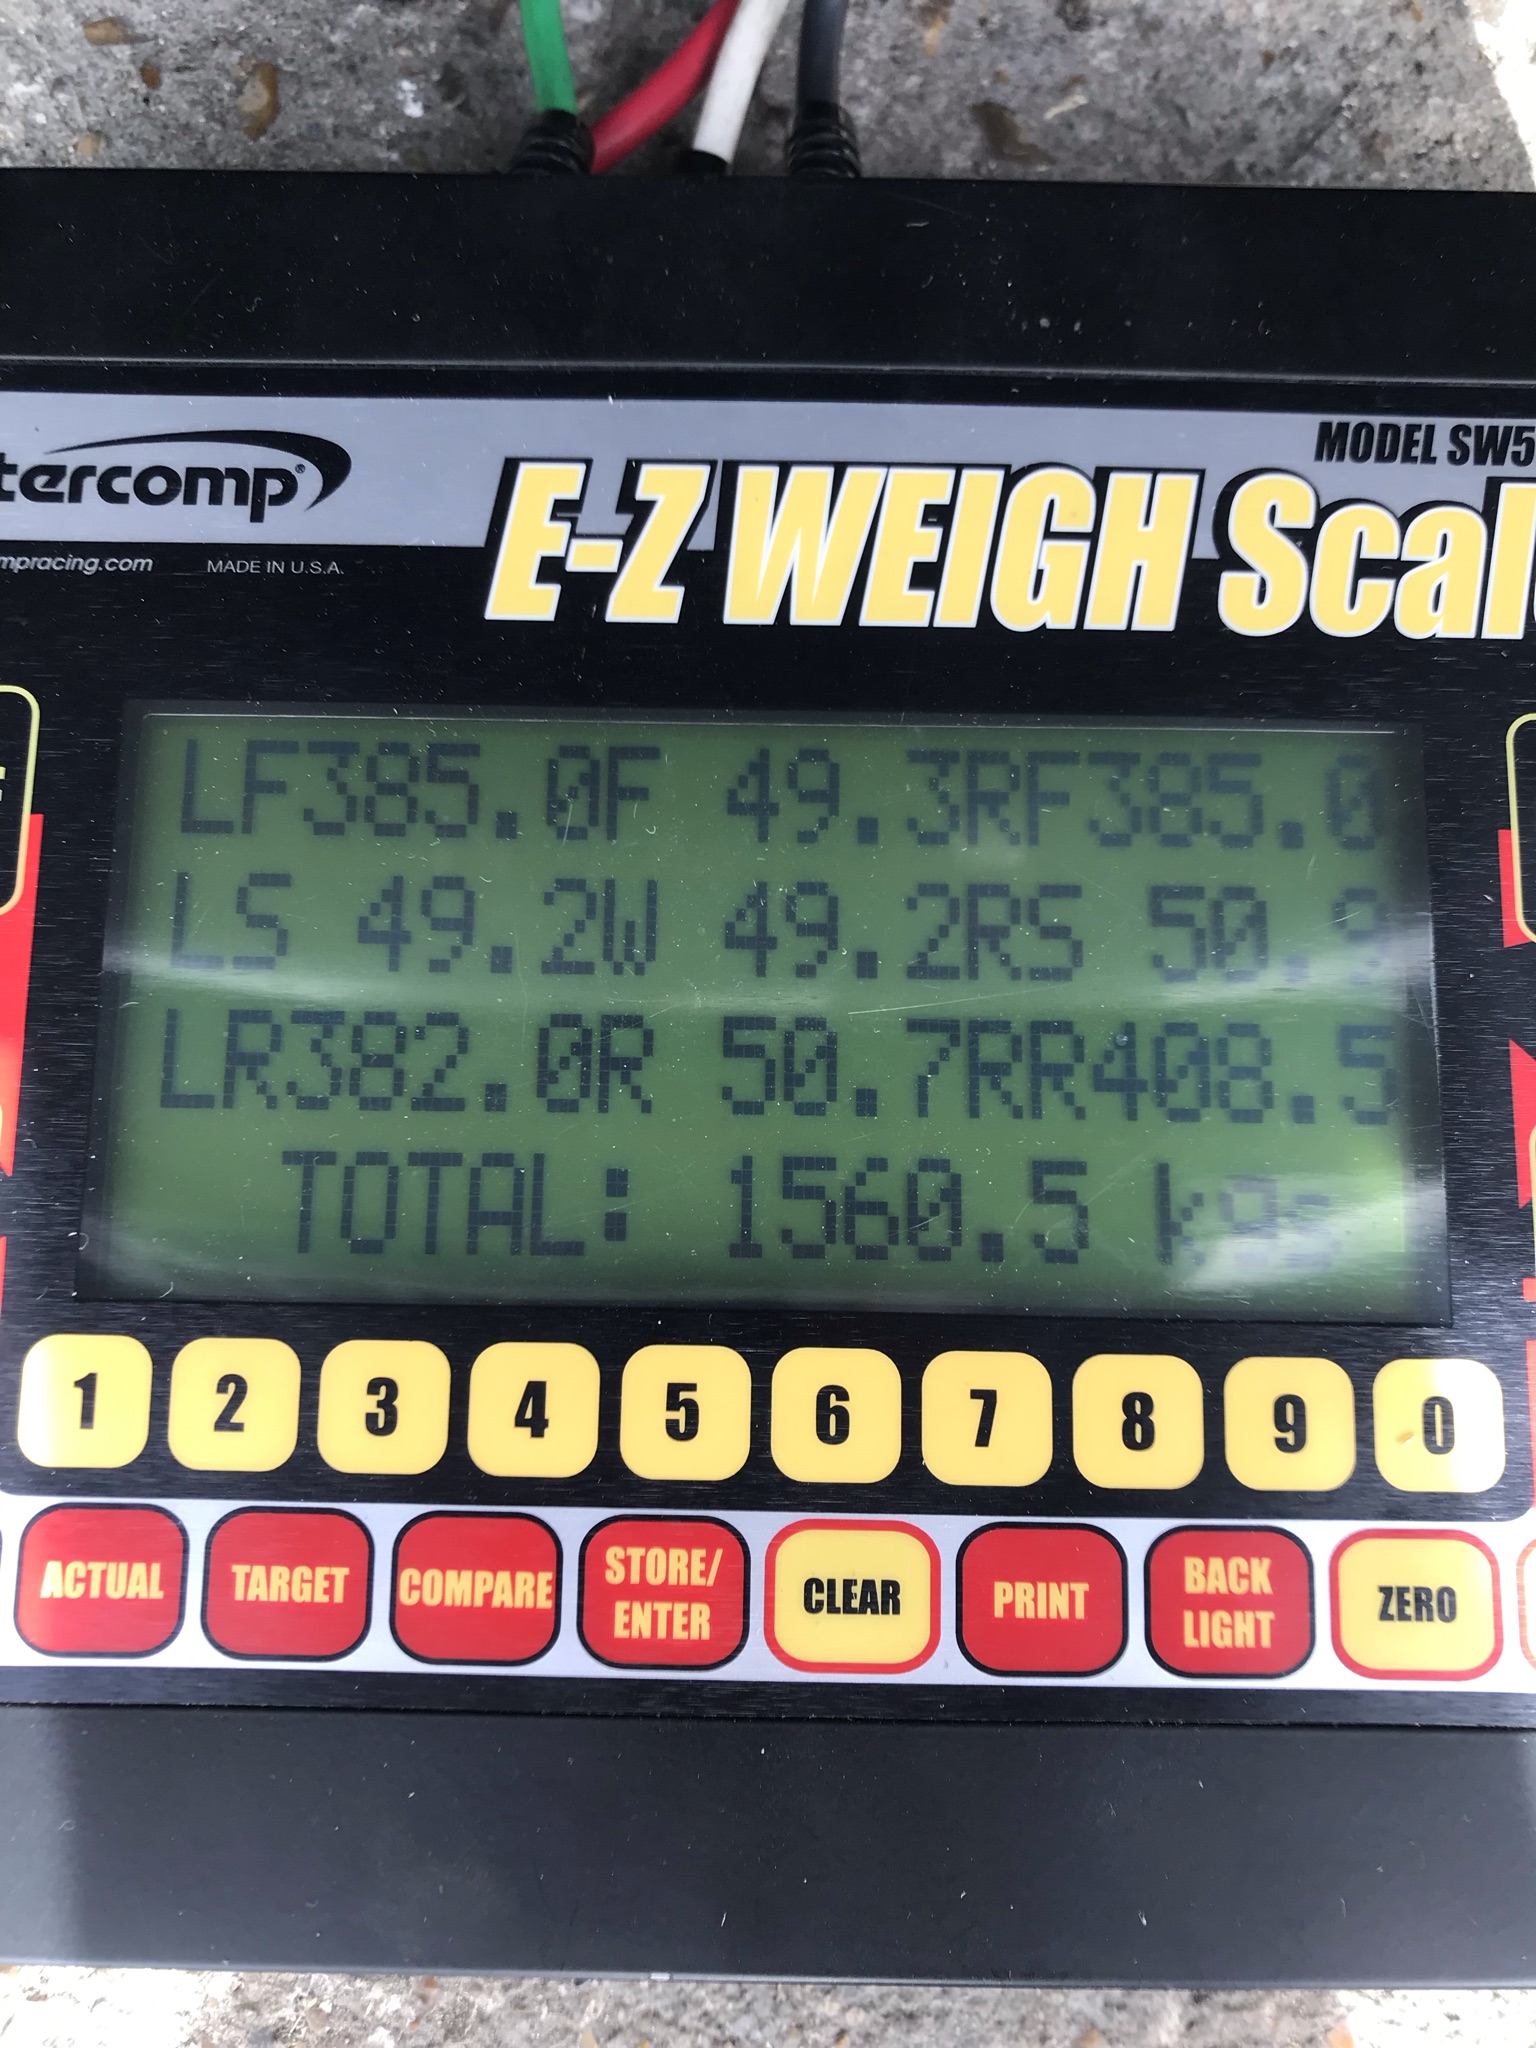 MODEL SW5
tercomp®
E-Z WEIGH Scal
mpracing.com MADE IN U.S.A.
LF385.0F 49.3RF385.0
LS 49.2W 49.2RS 50.9
LR382.0R 50.7RR408.5
TOTAL: 1560.5 kgs
1 2 3 4 5 6 7 8 9 0
ACTUAL TARGET COMPARE STORE/ ENTER CLEAR PRINT BACK LIGHT ZERO